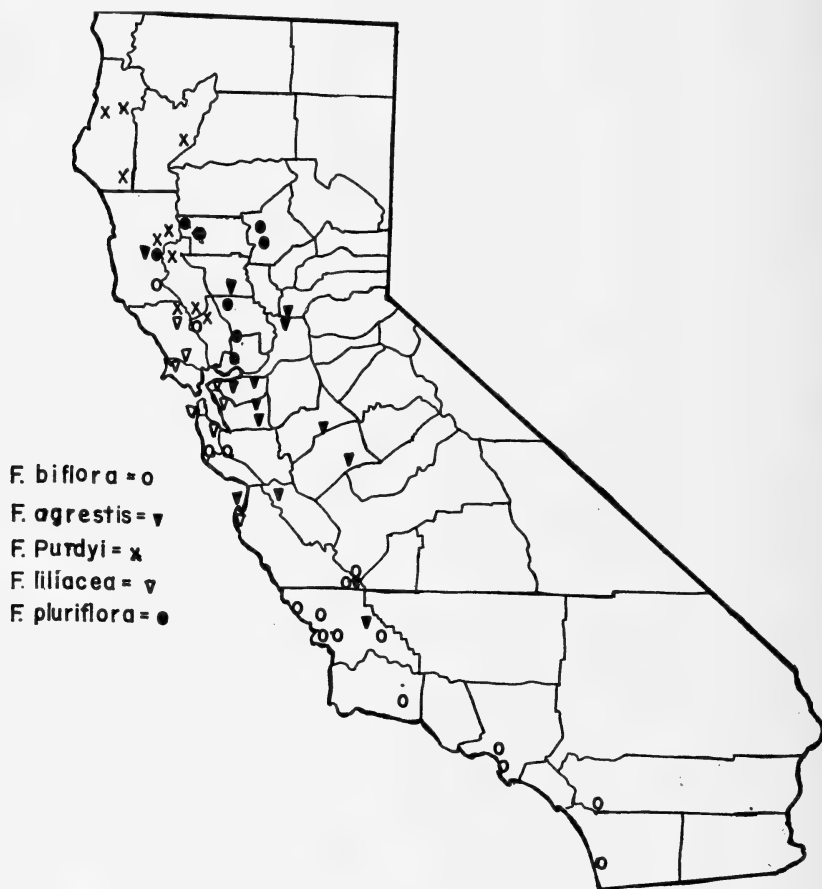 F. biflora = o
F. agrestis = ▼
F. Purdyi = x
F. liliacea = ▽
F. pluriflora = ●